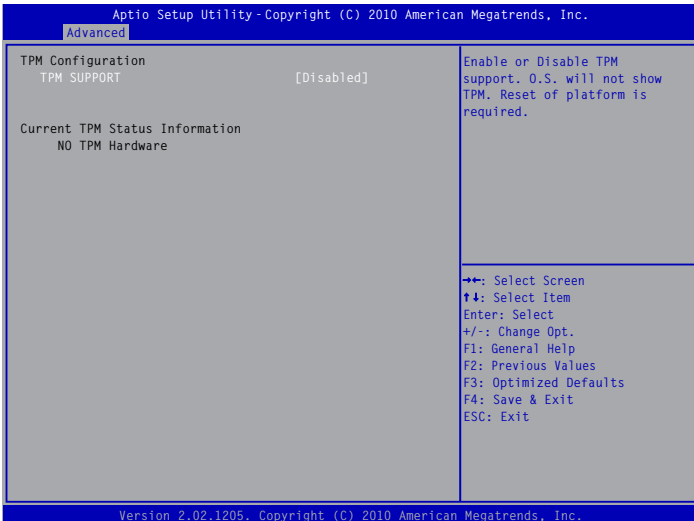 Aptio Setup Utility - Copyright (C) 2010 American Megatrends, Inc.
Advanced
TPM Configuration
TPM SUPPORT [Disabled]
Current TPM Status Information
NO TPM Hardware
Enable or Disable TPM
support. O.S. will not show
TPM. Reset of platform is
required.
→←: Select Screen
↑↓: Select Item
Enter: Select
+/-: Change Opt.
F1: General Help
F2: Previous Values
F3: Optimized Defaults
F4: Save & Exit
ESC: Exit
Version 2.02.1205. Copyright (C) 2010 American Megatrends, Inc.